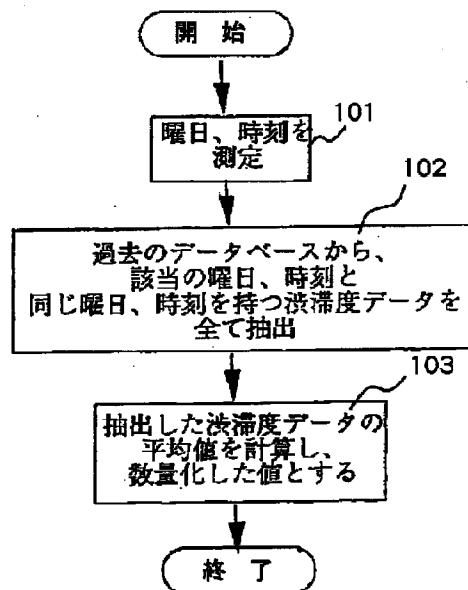 開 始
101
曜日、時刻を
測定
102
過去のデータベースから、
該当の曜日、時刻と
同じ曜日、時刻を持つ渋滞度データを
全て抽出
103
抽出した渋滞度データの
平均値を計算し、
数量化した値とする
終 了